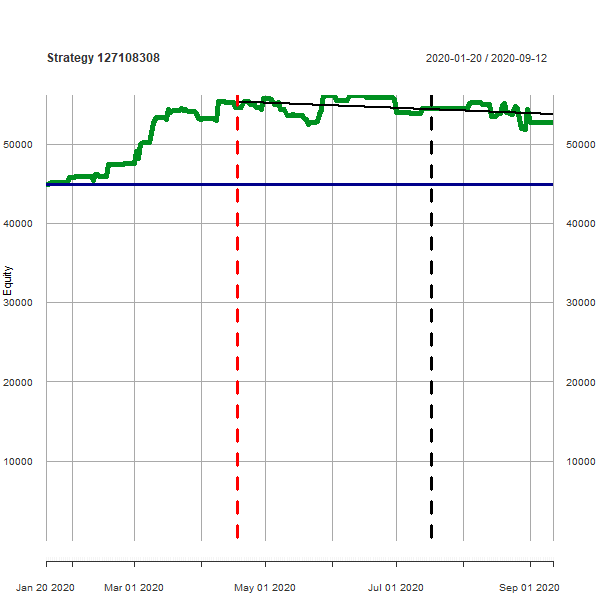 Strategy 127108308
2020-01-20 / 2020-09-12
50000
50000
40000
40000
Equity
30000
30000
20000
20000
10000
10000
Jan 20 2020
Mar 01 2020
May 01 2020
Jul 01 2020
Sep 01 2020